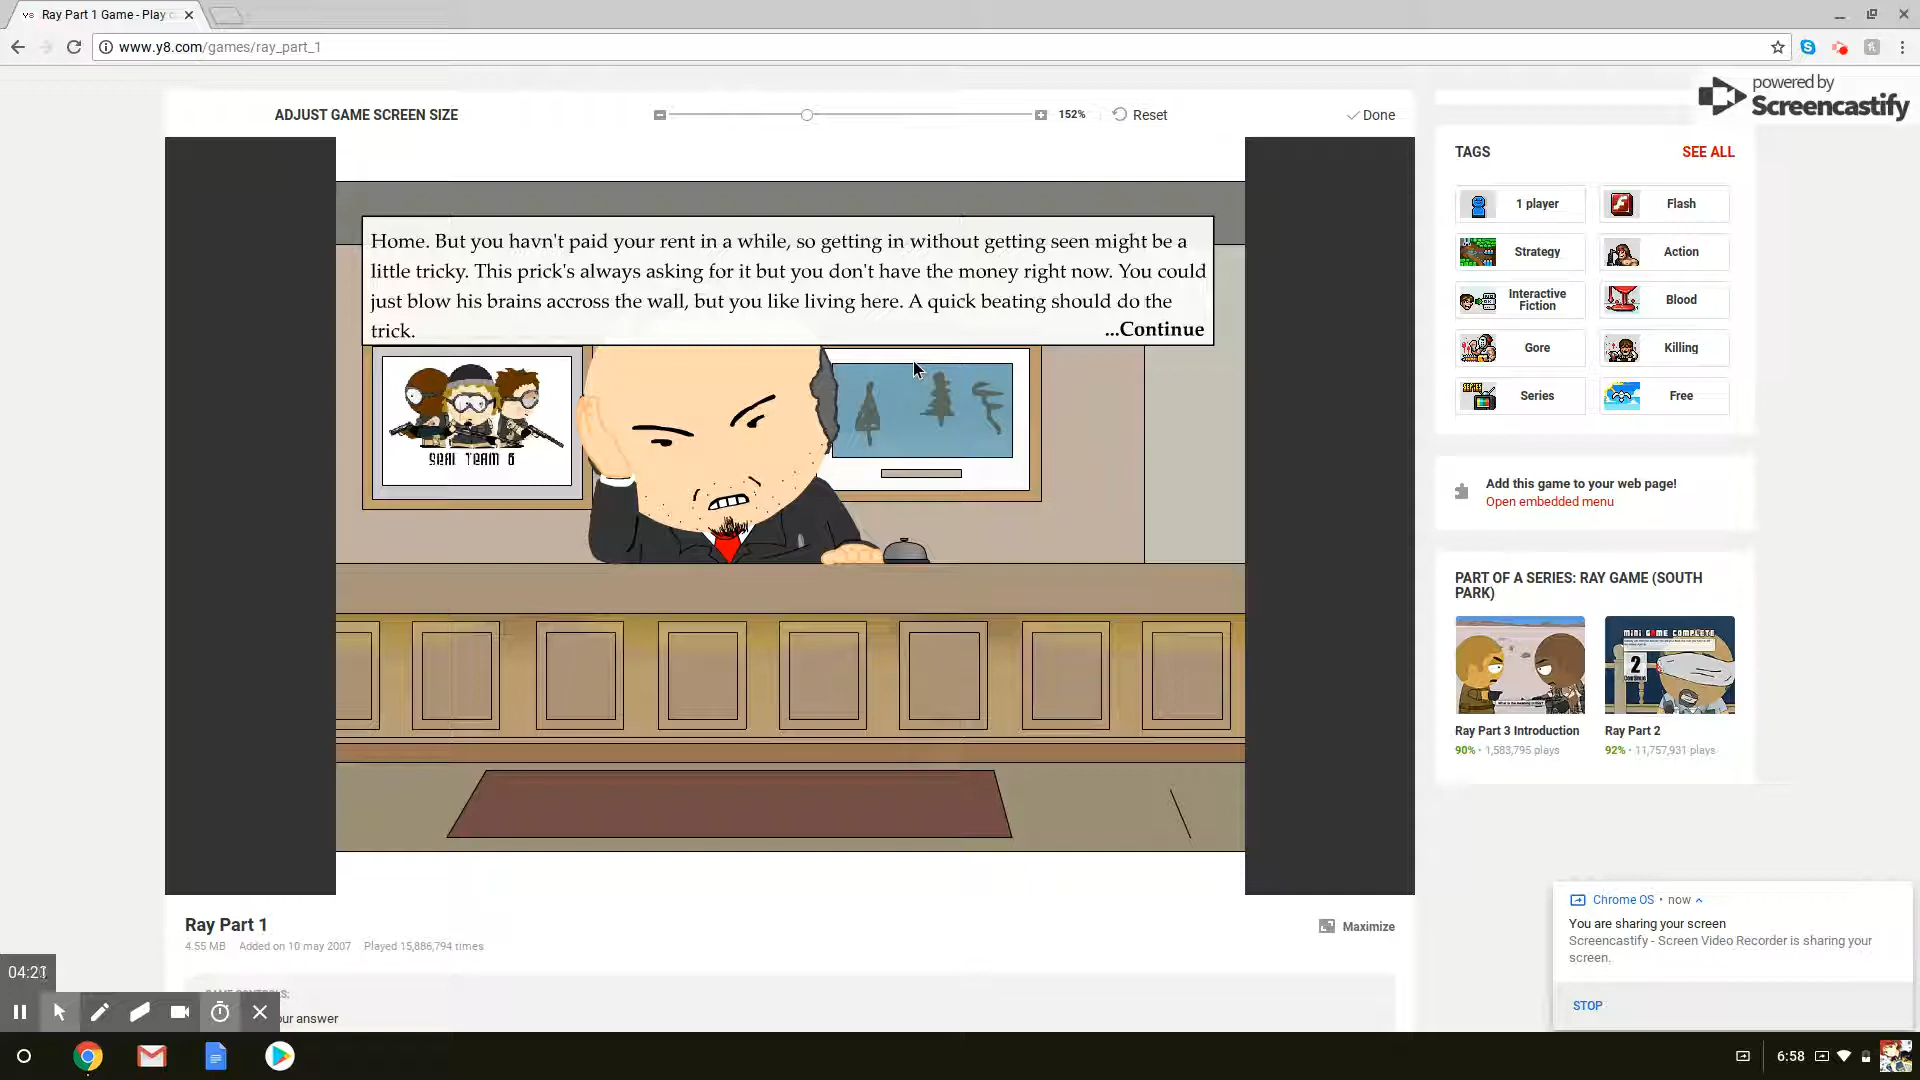 Ray Part 1 Game - Play c
www.y8.com/games/ray_part_1
powered by
Screencastify
ADJUST GAME SCREEN SIZE
152%
Reset
Done
Home. But you havn't paid your rent in a while, so getting in without getting seen might be a
little tricky. This prick's always asking for it but you don't have the money right now. You could
just blow his brains accross the wall, but you like living here. A quick beating should do the
trick.
...Continue
SEAL TEAM 6
TAGS
SEE ALL
1 player
Flash
Strategy
Action
Interactive
Fiction
Blood
Gore
Killing
Series
Free
Add this game to your web page!
Open embedded menu
PART OF A SERIES: RAY GAME (SOUTH
PARK)
MINI GAME COMPLETE
2
Ray Part 3 Introduction
90% · 1,583,795 plays
Ray Part 2
92% · 11,757,931 plays
Ray Part 1
4.55 MB
Added on 10 may 2007
Played 15,886,794 times
Maximize
GAME CONTROLS:
our answer
04:21
Chrome OS · now
You are sharing your screen
Screencastify - Screen Video Recorder is sharing your
screen.
STOP
6:58